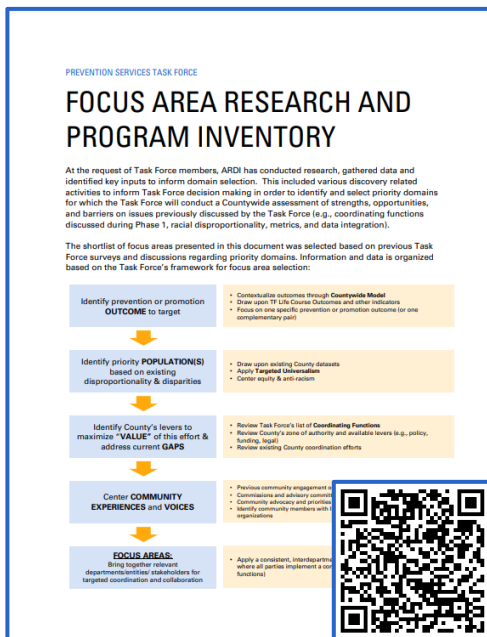 PREVENTION SERVICES TASK FORCE
FOCUS AREA RESEARCH AND
PROGRAM INVENTORY
At the request of Task Force members, ARDI has conducted research, gathered data and
identified key inputs to inform domain selection. This included various discovery related
activities to inform Task Force decision making in order to identify and select priority domains
for which the Task Force will conduct a Countywide assessment of strengths, opportunities,
and barriers on issues previously discussed by the Task Force (e.g., coordinating functions
discussed during Phase 1, racial disproportionality, metrics, and data integration).
The shortlist of focus areas presented in this document was selected based on previous Task
Force surveys and discussions regarding priority domains. Information and data is organized
based on the Task Force's framework for focus area selection:
Identify prevention or promotion
OUTCOME to target
• Contextualize outcomes through Countywide Model
• Draw upon TF Life Course Outcomes and other indicators
• Focus on one specific prevention or promotion outcome (or one
complementary pair)
Identify priority POPULATION(S)
based on existing
disproportionality & disparities
• Draw upon existing County datasets
• Apply Targeted Universalism
• Center equity & anti-racism
Identify County's levers to
maximize "VALUE" of this effort &
address current GAPS
• Review Task Force's list of Coordinating Functions
• Review County's zone of authority and available levers (e.g., policy,
funding, legal)
• Review existing County coordination efforts
Center COMMUNITY
EXPERIENCES and VOICES
• Previous community engagement
• Commissions and advisory
• Community advocacy and priorities
• Identify community members with
organizations
FOCUS AREAS:
Bring together relevant
departments/entities/ stakeholders for
targeted coordination and collaboration
• Apply a consistent,
where all parties implement a
functions)